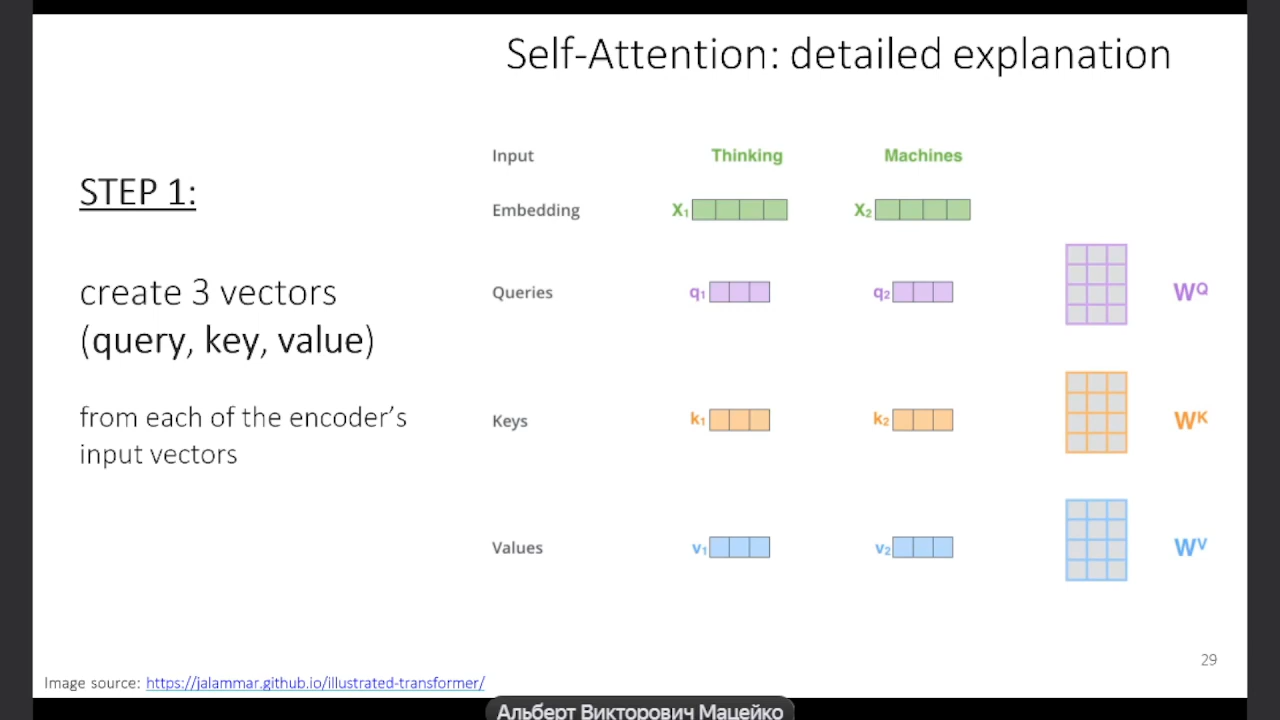 Self-Attention: detailed explanation
STEP 1:
create 3 vectors
(query, key, value)
from each of the encoder’s
input vectors
Input Thinking Machines
Embedding X1 X2
Queries q1 q2 WQ
Keys k1 k2 WK
Values v1 v2 WV
29
Image source: https://jalammar.github.io/illustrated-transformer/
Альберт Викторович Мацейко